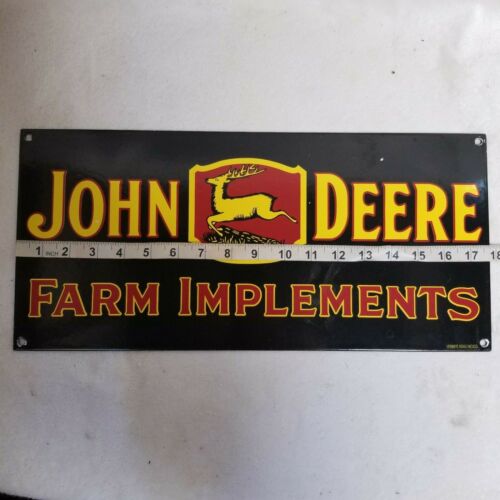 JOHN DEERE
1 INCH 2 3 4 5 6 7 8 9 10 11 12 13 14 15 16 17 18
FARM IMPLEMENTS